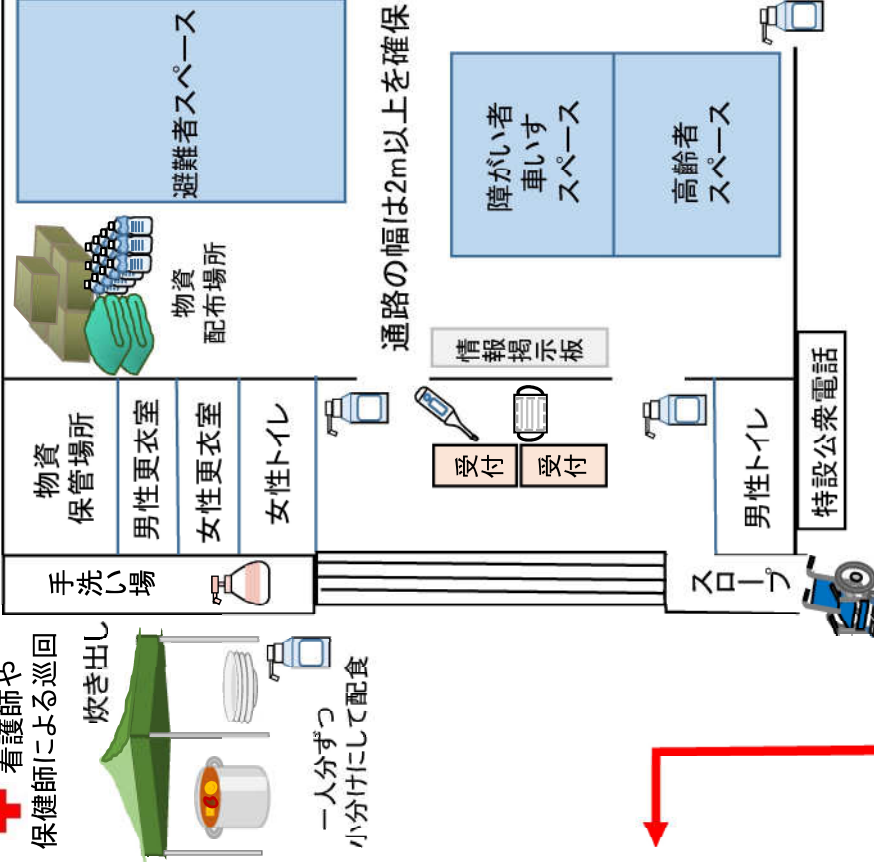 避難者スペース
通路の幅は2m以上を確保
障がい者
車いす
スペース
高齢者
スペース
物資
配布場所
情報掲示板
物資
保管場所
男性更衣室
女性更衣室
女性トイレ
受付
受付
男性トイレ
特設公衆電話
手洗い場
スロープ
看護師や
保健師による巡回
炊き出し
一人分ずつ
小分けにして配食